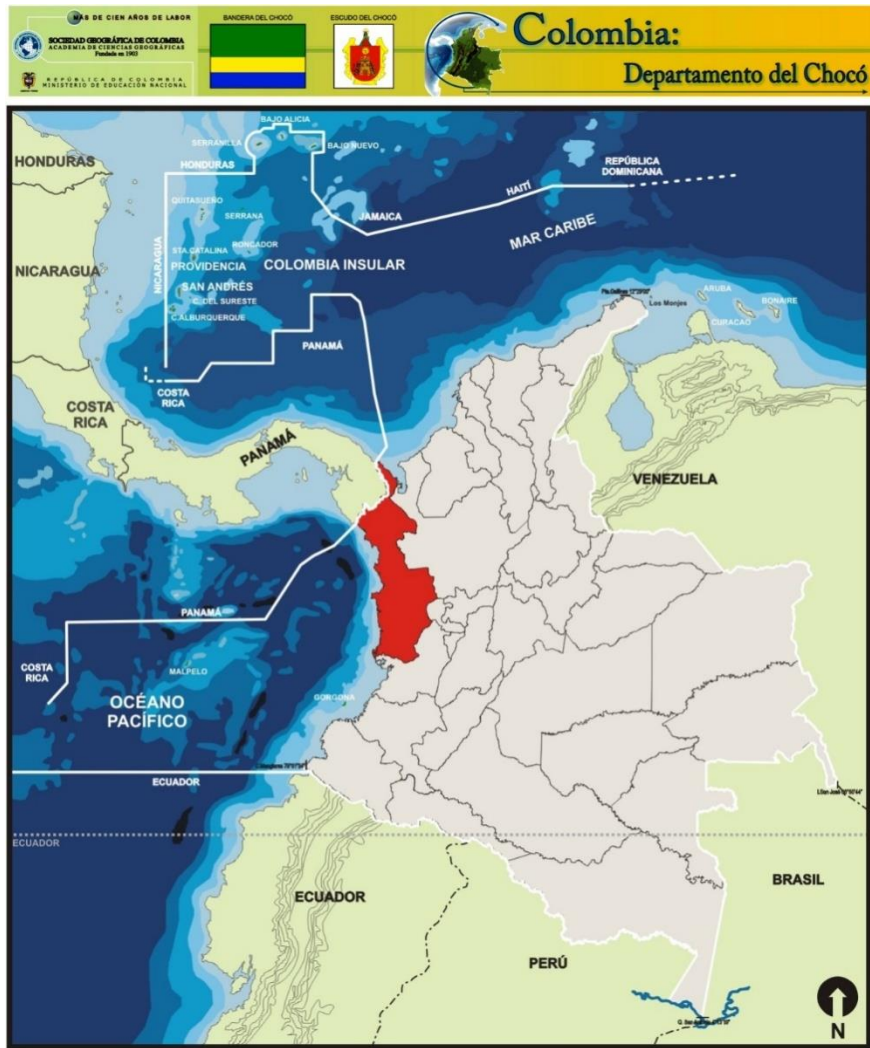 MÁS DE CIEN AÑOS DE LABOR
SOCIEDAD GEOGRÁFICA DE COLOMBIA
ACADEMIA DE CIENCIAS GEOGRÁFICAS
Fundada en 1903
REPÚBLICA DE COLOMBIA
MINISTERIO DE EDUCACIÓN NACIONAL
BANDERA DEL CHOCÓ
ESCUDO DEL CHOCÓ
Colombia:
Departamento del Chocó
BAJO ALICIA
SERRANILLA
BAJO NUEVO
HONDURAS
HONDURAS
REPÚBLICA
DOMINICANA
HAITÍ
QUITASUEÑO
SERRANA
JAMAICA
MAR CARIBE
RONCADOR
STA. CATALINA
PROVIDENCIA
COLOMBIA INSULAR
NICARAGUA
NICARAGUA
SAN ANDRÉS
C. DEL SURESTE
C.ALBURQUERQUE
Los Monjes
ARUBA
BONAIRE
CURACAO
PANAMÁ
COSTA
RICA
COSTA
RICA
PANAMÁ
VENEZUELA
PANAMÁ
COSTA
RICA
MALPELO
OCÉANO
PACÍFICO
GORGONA
ECUADOR
ECUADOR
ECUADOR
BRASIL
PERÚ
N